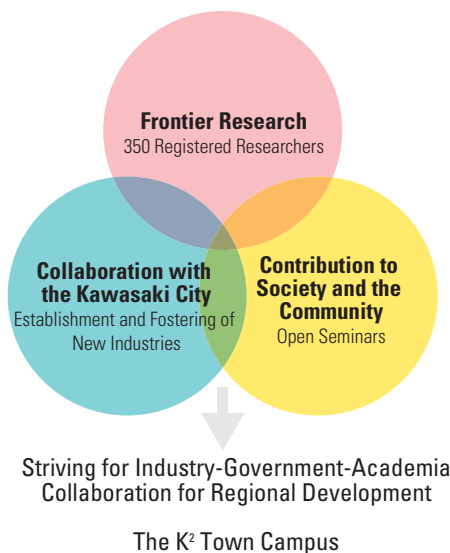 Frontier Research
350 Registered Researchers
Collaboration with
the Kawasaki City
Establishment and Fostering of
New Industries
Contribution to
Society and the
Community
Open Seminars
Striving for Industry-Government-Academia
Collaboration for Regional Development
The K² Town Campus